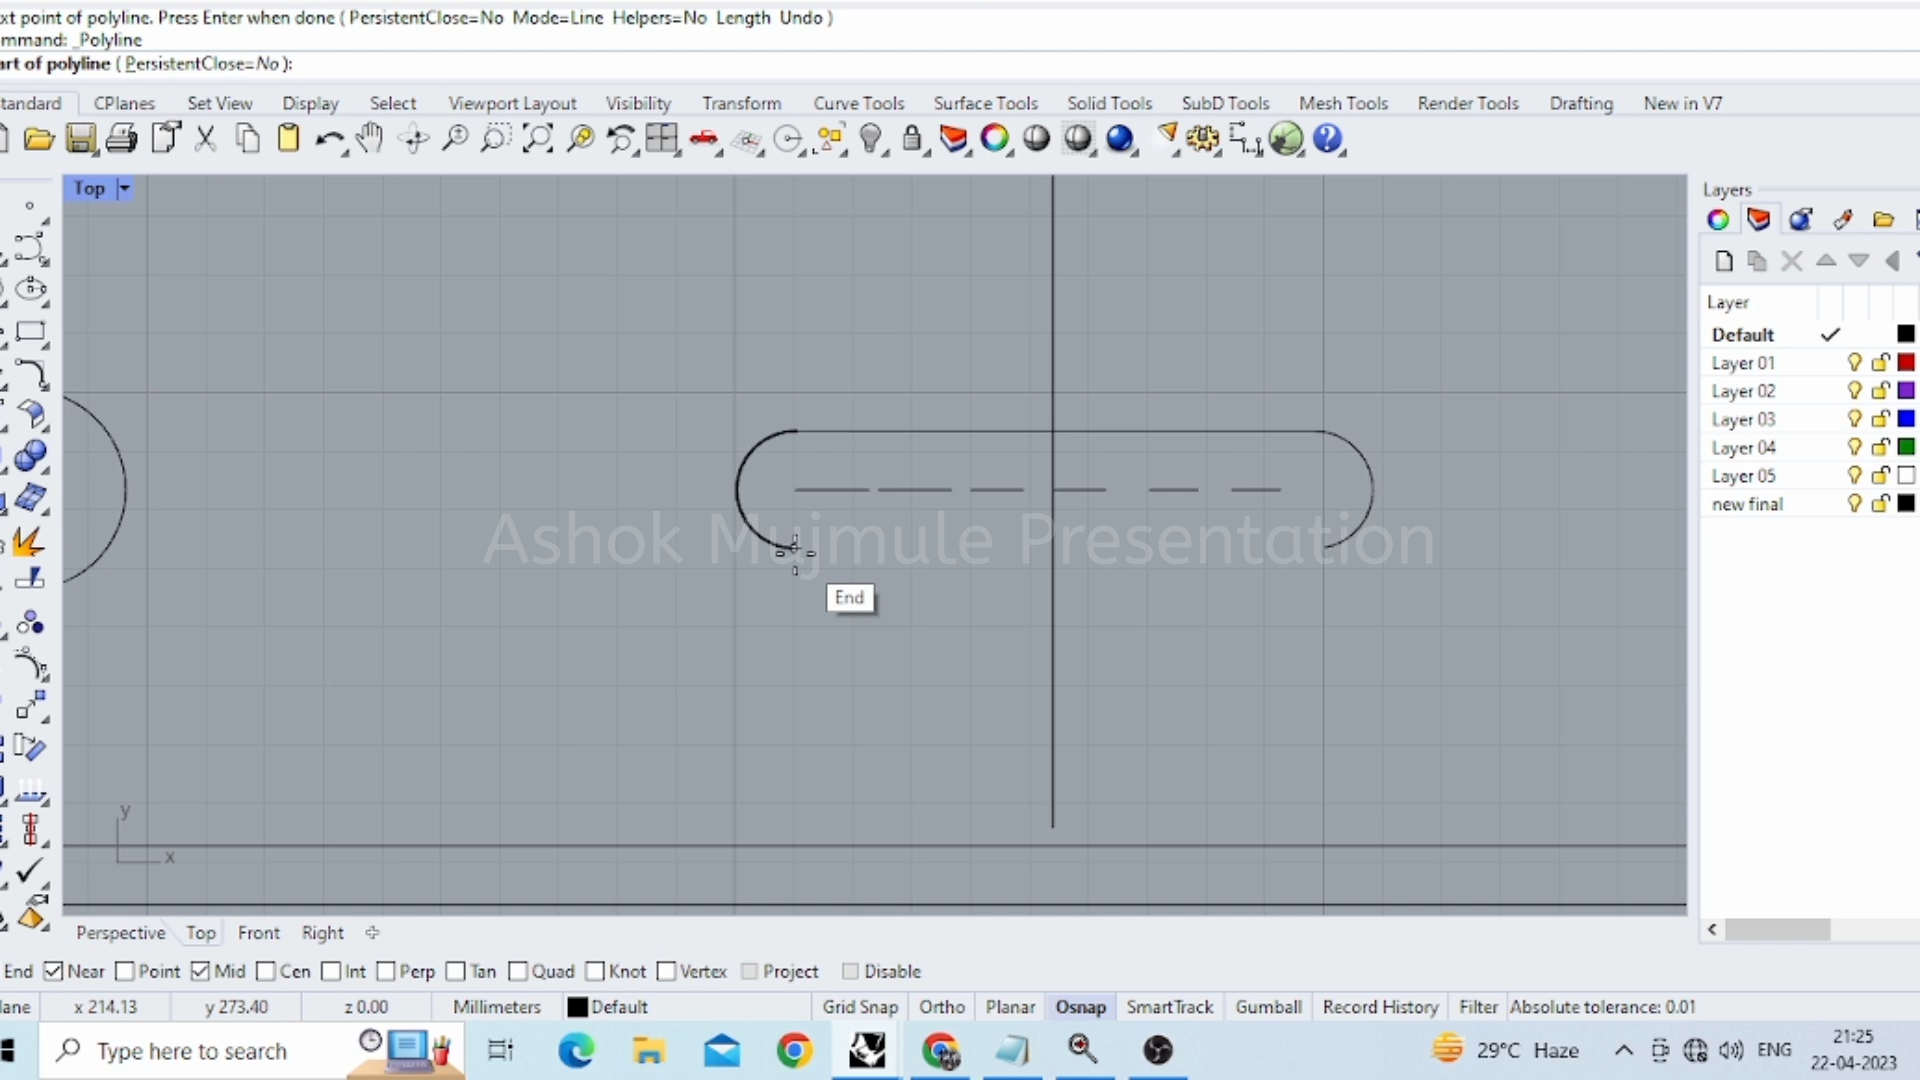 xt point of polyline. Press Enter when done ( PersistentClose=No Mode=Line Helpers=No Length Undo )
mmand: _Polyline
art of polyline ( PersistentClose=No ):
tandard CPlanes Set View Display Select Viewport Layout Visibility Transform Curve Tools Surface Tools Solid Tools SubD Tools Mesh Tools Render Tools Drafting New in V7
Top
Layers
Layer
Default
Layer 01
Layer 02
Layer 03
Layer 04
Layer 05
new final
Ashok Mujmule Presentation
End
y
x
Perspective Top Front Right
End Near Point Mid Cen Int Perp Tan Quad Knot Vertex Project Disable
lane x 214.13 y 273.40 z 0.00 Millimeters Default Grid Snap Ortho Planar Osnap SmartTrack Gumball Record History Filter Absolute tolerance: 0.01
Type here to search
29°C Haze
ENG
21:25
22-04-2023